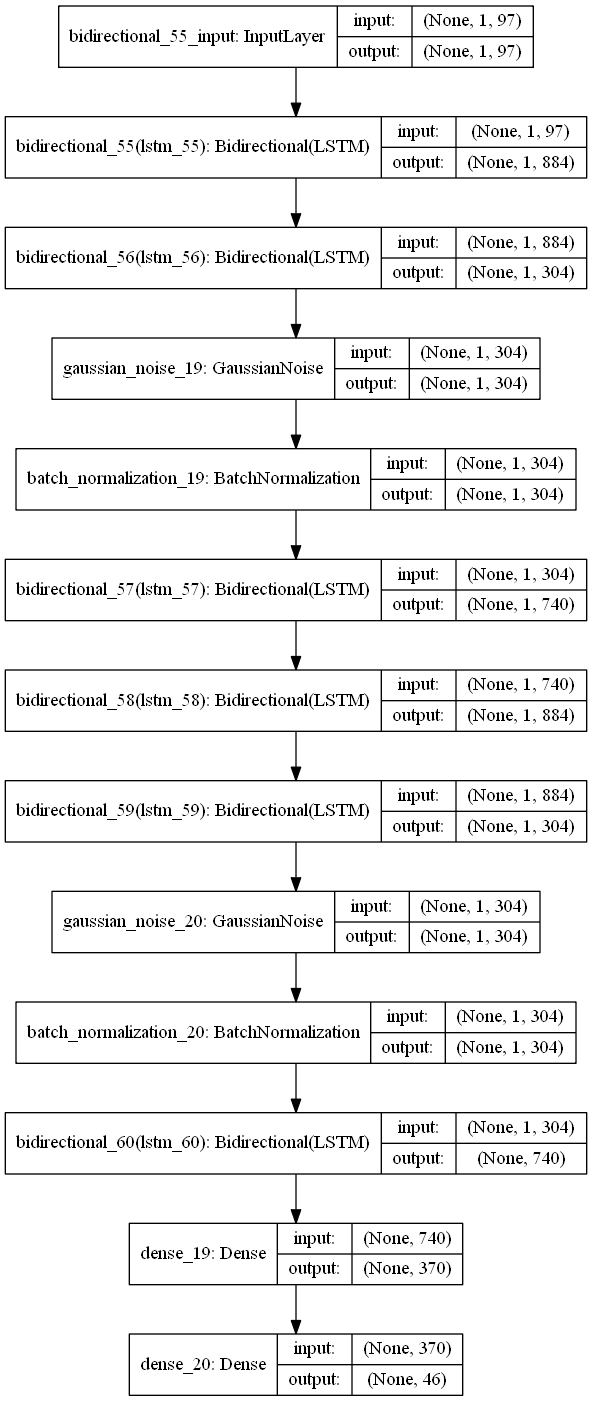 bidirectional_55_input: InputLayer
input: (None, 1, 97)
output: (None, 1, 97)
bidirectional_55(lstm_55): Bidirectional(LSTM)
input: (None, 1, 97)
output: (None, 1, 884)
bidirectional_56(lstm_56): Bidirectional(LSTM)
input: (None, 1, 884)
output: (None, 1, 304)
gaussian_noise_19: GaussianNoise
input: (None, 1, 304)
output: (None, 1, 304)
batch_normalization_19: BatchNormalization
input: (None, 1, 304)
output: (None, 1, 304)
bidirectional_57(lstm_57): Bidirectional(LSTM)
input: (None, 1, 304)
output: (None, 1, 740)
bidirectional_58(lstm_58): Bidirectional(LSTM)
input: (None, 1, 740)
output: (None, 1, 884)
bidirectional_59(lstm_59): Bidirectional(LSTM)
input: (None, 1, 884)
output: (None, 1, 304)
gaussian_noise_20: GaussianNoise
input: (None, 1, 304)
output: (None, 1, 304)
batch_normalization_20: BatchNormalization
input: (None, 1, 304)
output: (None, 1, 304)
bidirectional_60(lstm_60): Bidirectional(LSTM)
input: (None, 1, 304)
output: (None, 740)
dense_19: Dense
input: (None, 740)
output: (None, 370)
dense_20: Dense
input: (None, 370)
output: (None, 46)